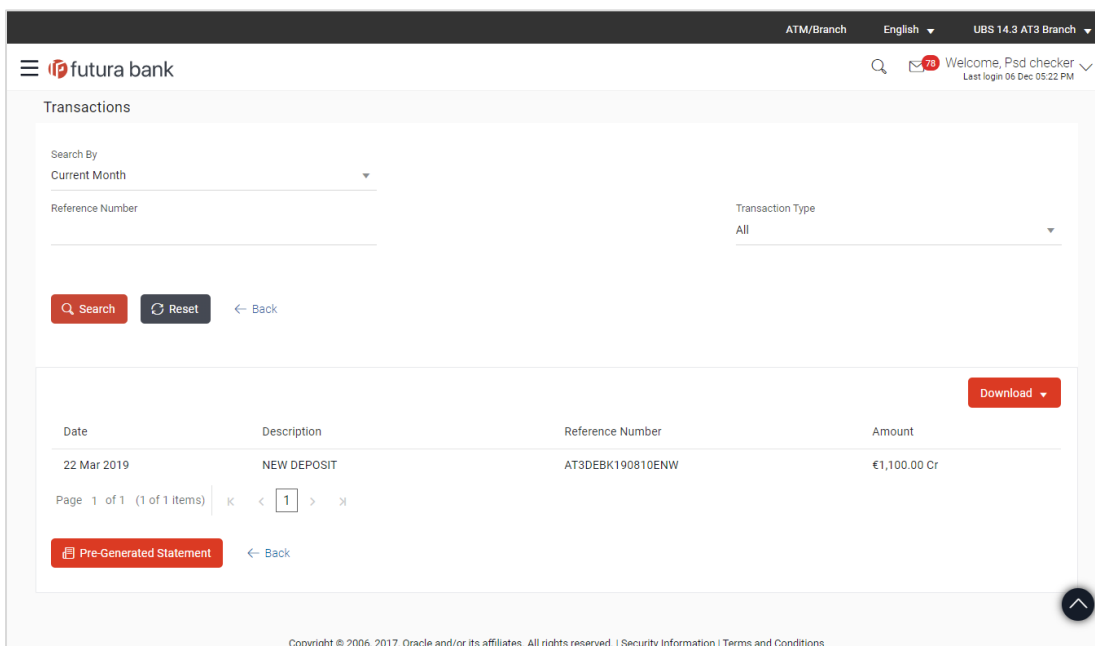 ATM/Branch English UBS 14.3 AT3 Branch
futura bank 78 Welcome, Psd checker
Last login 06 Dec 05:22 PM
Transactions
Search By
Current Month
Reference Number Transaction Type
All
Search Reset Back
Download
Date Description Reference Number Amount
22 Mar 2019 NEW DEPOSIT AT3DEBK190810ENW €1,100.00 Cr
Page 1 of 1 (1 of 1 items) 1
Pre-Generated Statement Back
Copyright © 2006, 2017, Oracle and/or its affiliates. All rights reserved. | Security Information | Terms and Conditions